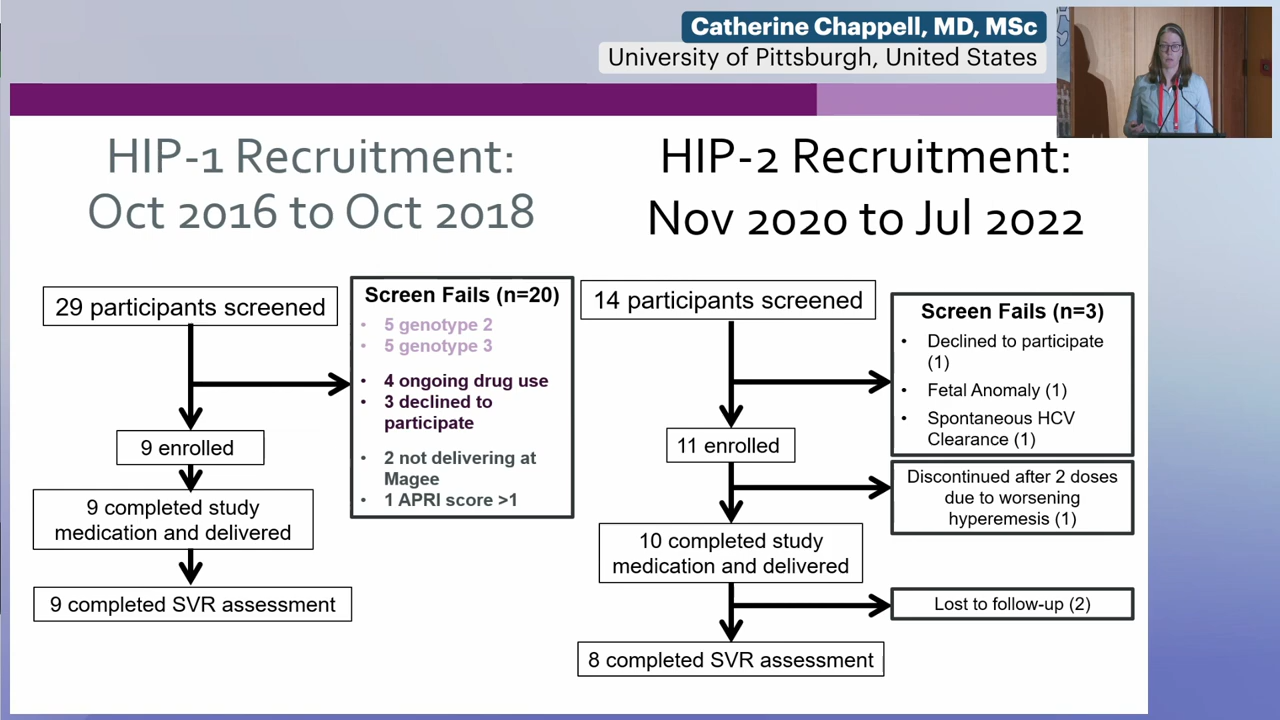 Catherine Chappell, MD, MSc
University of Pittsburgh, United States
HIP-1 Recruitment:
Oct 2016 to Oct 2018
29 participants screened
Screen Fails (n=20)
• 5 genotype 2
• 5 genotype 3
• 4 ongoing drug use
• 3 declined to
participate
• 2 not delivering at
Magee
• 1 APRI score >1
9 enrolled
9 completed study
medication and delivered
9 completed SVR assessment
HIP-2 Recruitment:
Nov 2020 to Jul 2022
14 participants screened
Screen Fails (n=3)
• Declined to participate
(1)
• Fetal Anomaly (1)
• Spontaneous HCV
Clearance (1)
11 enrolled
Discontinued after 2 doses
due to worsening
hyperemesis (1)
10 completed study
medication and delivered
Lost to follow-up (2)
8 completed SVR assessment